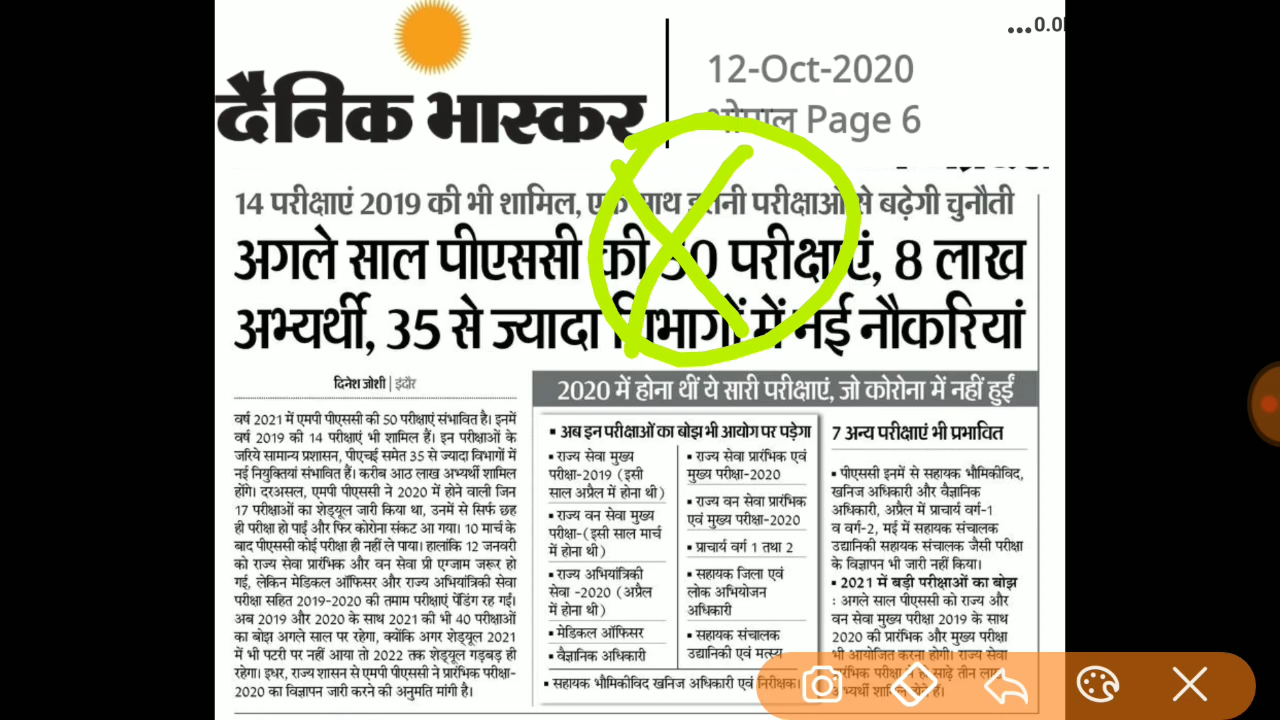 ...0.0
दैनिक भास्कर
12-Oct-2020
भोपाल Page 6
14 परीक्षाएं 2019 की भी शामिल, एक साथ इतनी परीक्षाओं से बढ़ेगी चुनौती
अगले साल पीएससी की 50 परीक्षाएं, 8 लाख
अभ्यर्थी, 35 से ज्यादा विभागों में नई नौकरियां
दिनेश जोशी | इंदौर
वर्ष 2021 में एमपी पीएससी की 50 परीक्षाएं संभावित है। इनमें
वर्ष 2019 की 14 परीक्षाएं भी शामिल हैं। इन परीक्षाओं के
जरिये सामान्य प्रशासन, पीएचई समेत 35 से ज्यादा विभागों में
नई नियुक्तियां संभावित हैं। करीब आठ लाख अभ्यर्थी शामिल
होंगे। दरअसल, एमपी पीएससी ने 2020 में होने वाली जिन
17 परीक्षाओं का शेड्यूल जारी किया था, उनमें से सिर्फ छह
ही परीक्षा हो पाई और फिर कोरोना संकट आ गया। 10 मार्च के
बाद पीएससी कोई परीक्षा ही नहीं ले पाया। हालांकि 12 जनवरी
को राज्य सेवा प्रारंभिक और वन सेवा प्री एग्जाम जरूर हो
गई, लेकिन मेडिकल ऑफिसर और राज्य अभियांत्रिकी सेवा
परीक्षा सहित 2019-2020 की तमाम परीक्षाएं पेंडिंग रह गईं।
अब 2019 और 2020 के साथ 2021 की भी 40 परीक्षाओं
का बोझ अगले साल पर रहेगा, क्योंकि अगर शेड्यूल 2021
में भी पटरी पर नहीं आया तो 2022 तक शेड्यूल गड़बड़ ही
रहेगा। इधर, राज्य शासन से एमपी पीएससी ने प्रारंभिक परीक्षा-
2020 का विज्ञापन जारी करने की अनुमति मांगी है।
2020 में होना थीं ये सारी परीक्षाएं, जो कोरोना में नहीं हुईं
▪ अब इन परीक्षाओं का बोझ भी आयोग पर पड़ेगा
▪ राज्य सेवा मुख्य
परीक्षा-2019 (इसी
साल अप्रैल में होना थी)
▪ राज्य वन सेवा मुख्य
परीक्षा-(इसी साल मार्च
में होना थी)
▪ राज्य अभियांत्रिकी
सेवा -2020 (अप्रैल
में होना थी)
▪ मेडिकल ऑफिसर
▪ वैज्ञानिक अधिकारी
▪ राज्य सेवा प्रारंभिक एवं
मुख्य परीक्षा-2020
▪ राज्य वन सेवा प्रारंभिक
एवं मुख्य परीक्षा-2020
▪ प्राचार्य वर्ग 1 तथा 2
▪ सहायक जिला एवं
लोक अभियोजन
अधिकारी
▪ सहायक संचालक
उद्यानिकी एवं मत्स्य
▪ सहायक भौमिकीविद खनिज अधिकारी एवं निरीक्षक।
7 अन्य परीक्षाएं भी प्रभावित
▪ पीएससी इनमें से सहायक भौमिकीविद,
खनिज अधिकारी और वैज्ञानिक
अधिकारी, अप्रैल में प्राचार्य वर्ग-1
व वर्ग-2, मई में सहायक संचालक
उद्यानिकी सहायक संचालक जैसी परीक्षा
के विज्ञापन भी जारी नहीं किया।
▪ 2021 में बड़ी परीक्षाओं का बोझ
: अगले साल पीएससी को राज्य और
वन सेवा मुख्य परीक्षा 2019 के साथ
2020 की प्रारंभिक और मुख्य परीक्षा
भी आयोजित करना होगी। राज्य सेवा
प्रारंभिक परीक्षा में ही साढ़े तीन लाख
अभ्यर्थी शामिल होते हैं।